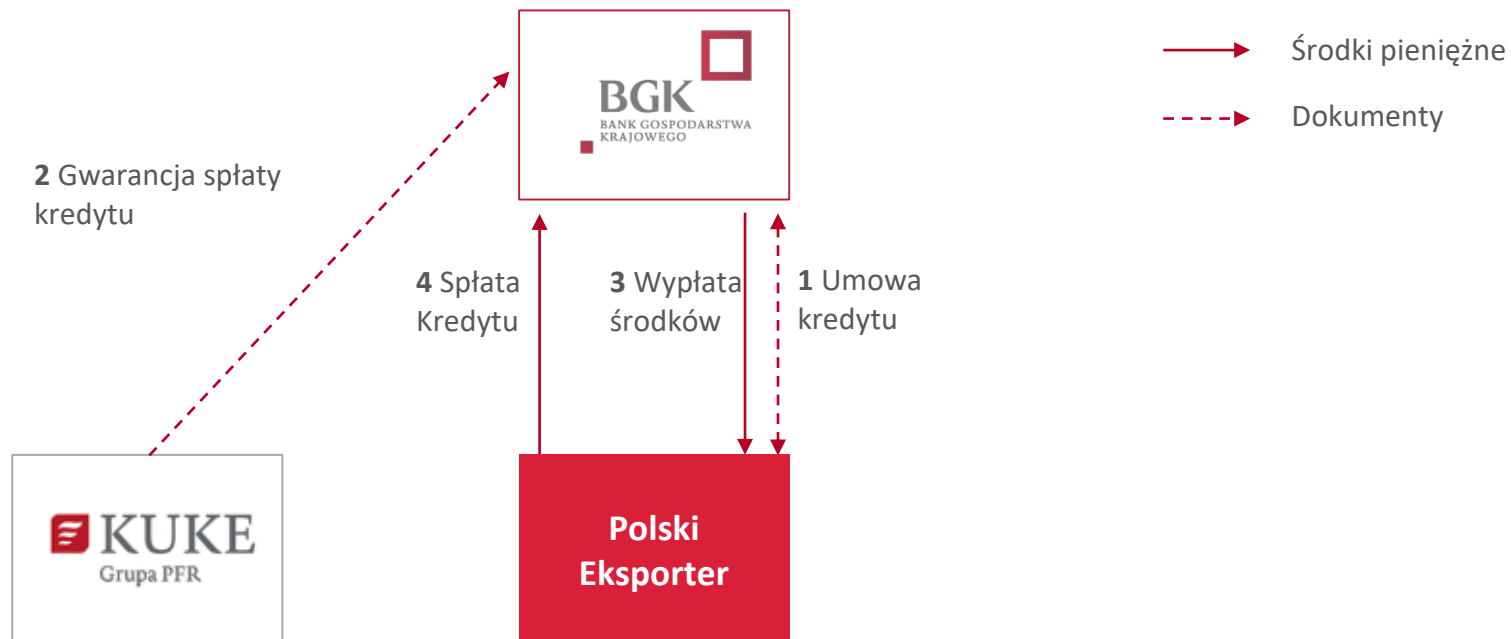 BGK
BANK GOSPODARSTWA
KRAJOWEGO
Środki pieniężne
Dokumenty
2 Gwarancja spłaty
kredytu
4 Spłata
Kredytu
3 Wypłata
środków
1 Umowa
kredytu
KUKE
Grupa PFR
Polski
Eksporter